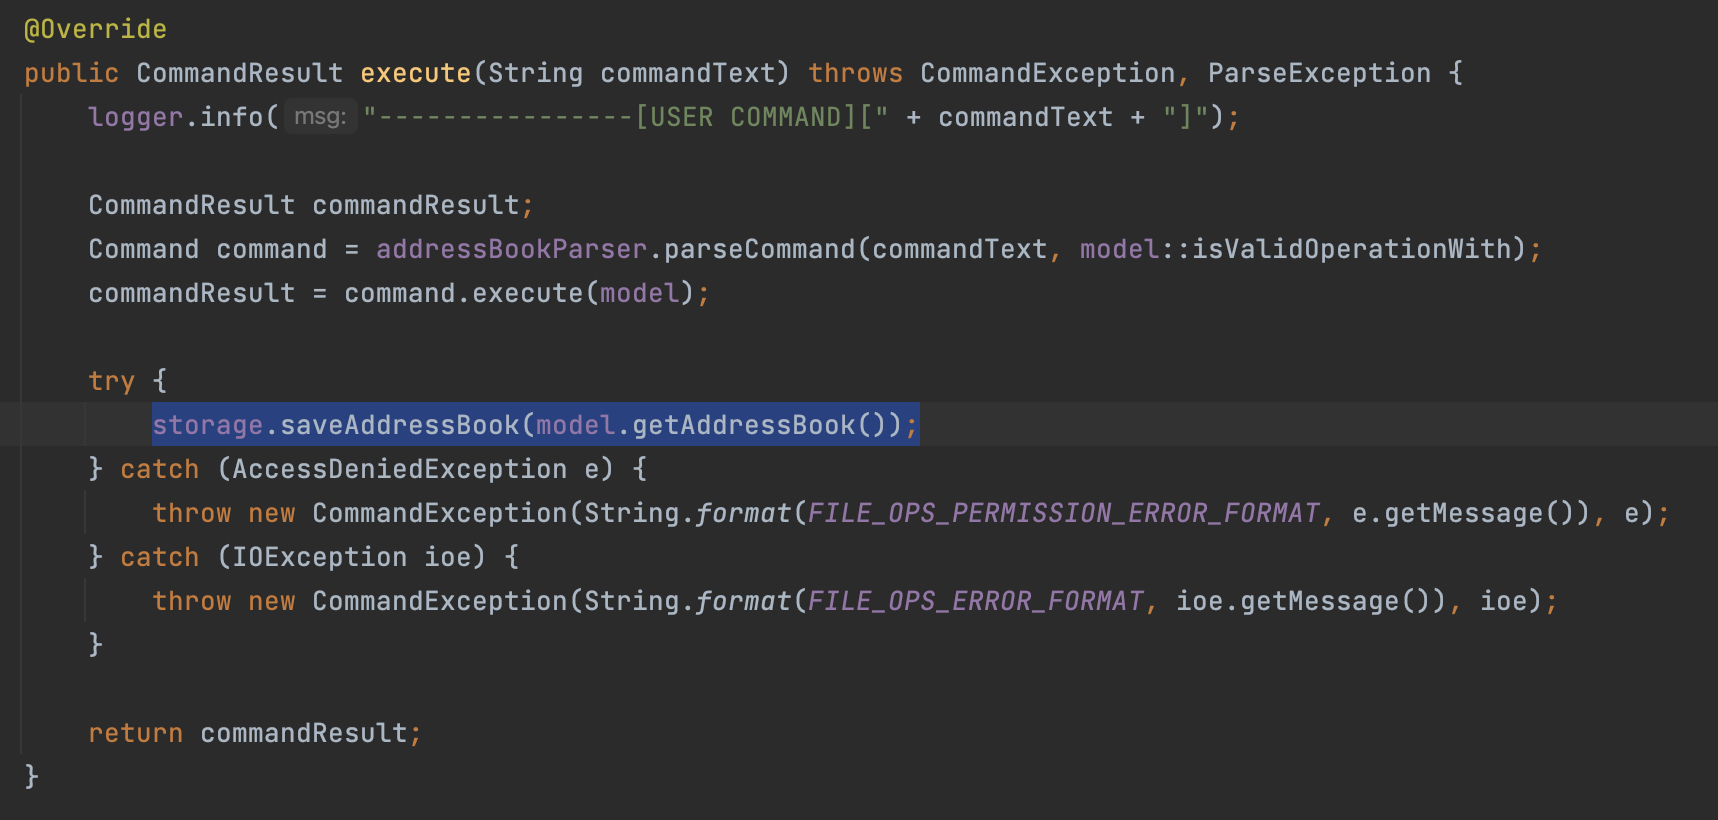 @Override
public CommandResult execute(String commandText) throws CommandException, ParseException {
logger.info( msg: "----------------[USER COMMAND][" + commandText + "]");
CommandResult commandResult;
Command command = addressBookParser.parseCommand(commandText, model::isValidOperationWith);
commandResult = command.execute(model);
try {
storage.saveAddressBook(model.getAddressBook());
} catch (AccessDeniedException e) {
throw new CommandException(String.format(FILE_OPS_PERMISSION_ERROR_FORMAT, e.getMessage()), e);
} catch (IOException ioe) {
throw new CommandException(String.format(FILE_OPS_ERROR_FORMAT, ioe.getMessage()), ioe);
}
return commandResult;
}